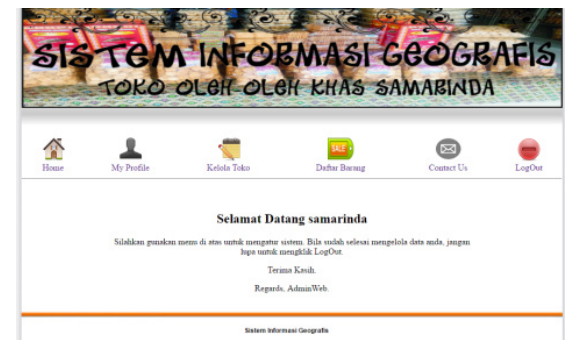 SISTEM INFORMASI GEOGRAFIS
TOKO OLEH OLEH KHAS SAMARINDA
SALE
Home My Profile Kelola Toko Daftar Barang Contact Us LogOut
Selamat Datang samarinda
Silahkan gunakan menu di atas untuk mengatur sistem. Bila sudah selesai mengelola data anda, jangan
lupa untuk mengklik LogOut.
Terima Kasih.
Regards, AdminWeb.
Sistem Informasi Geografis